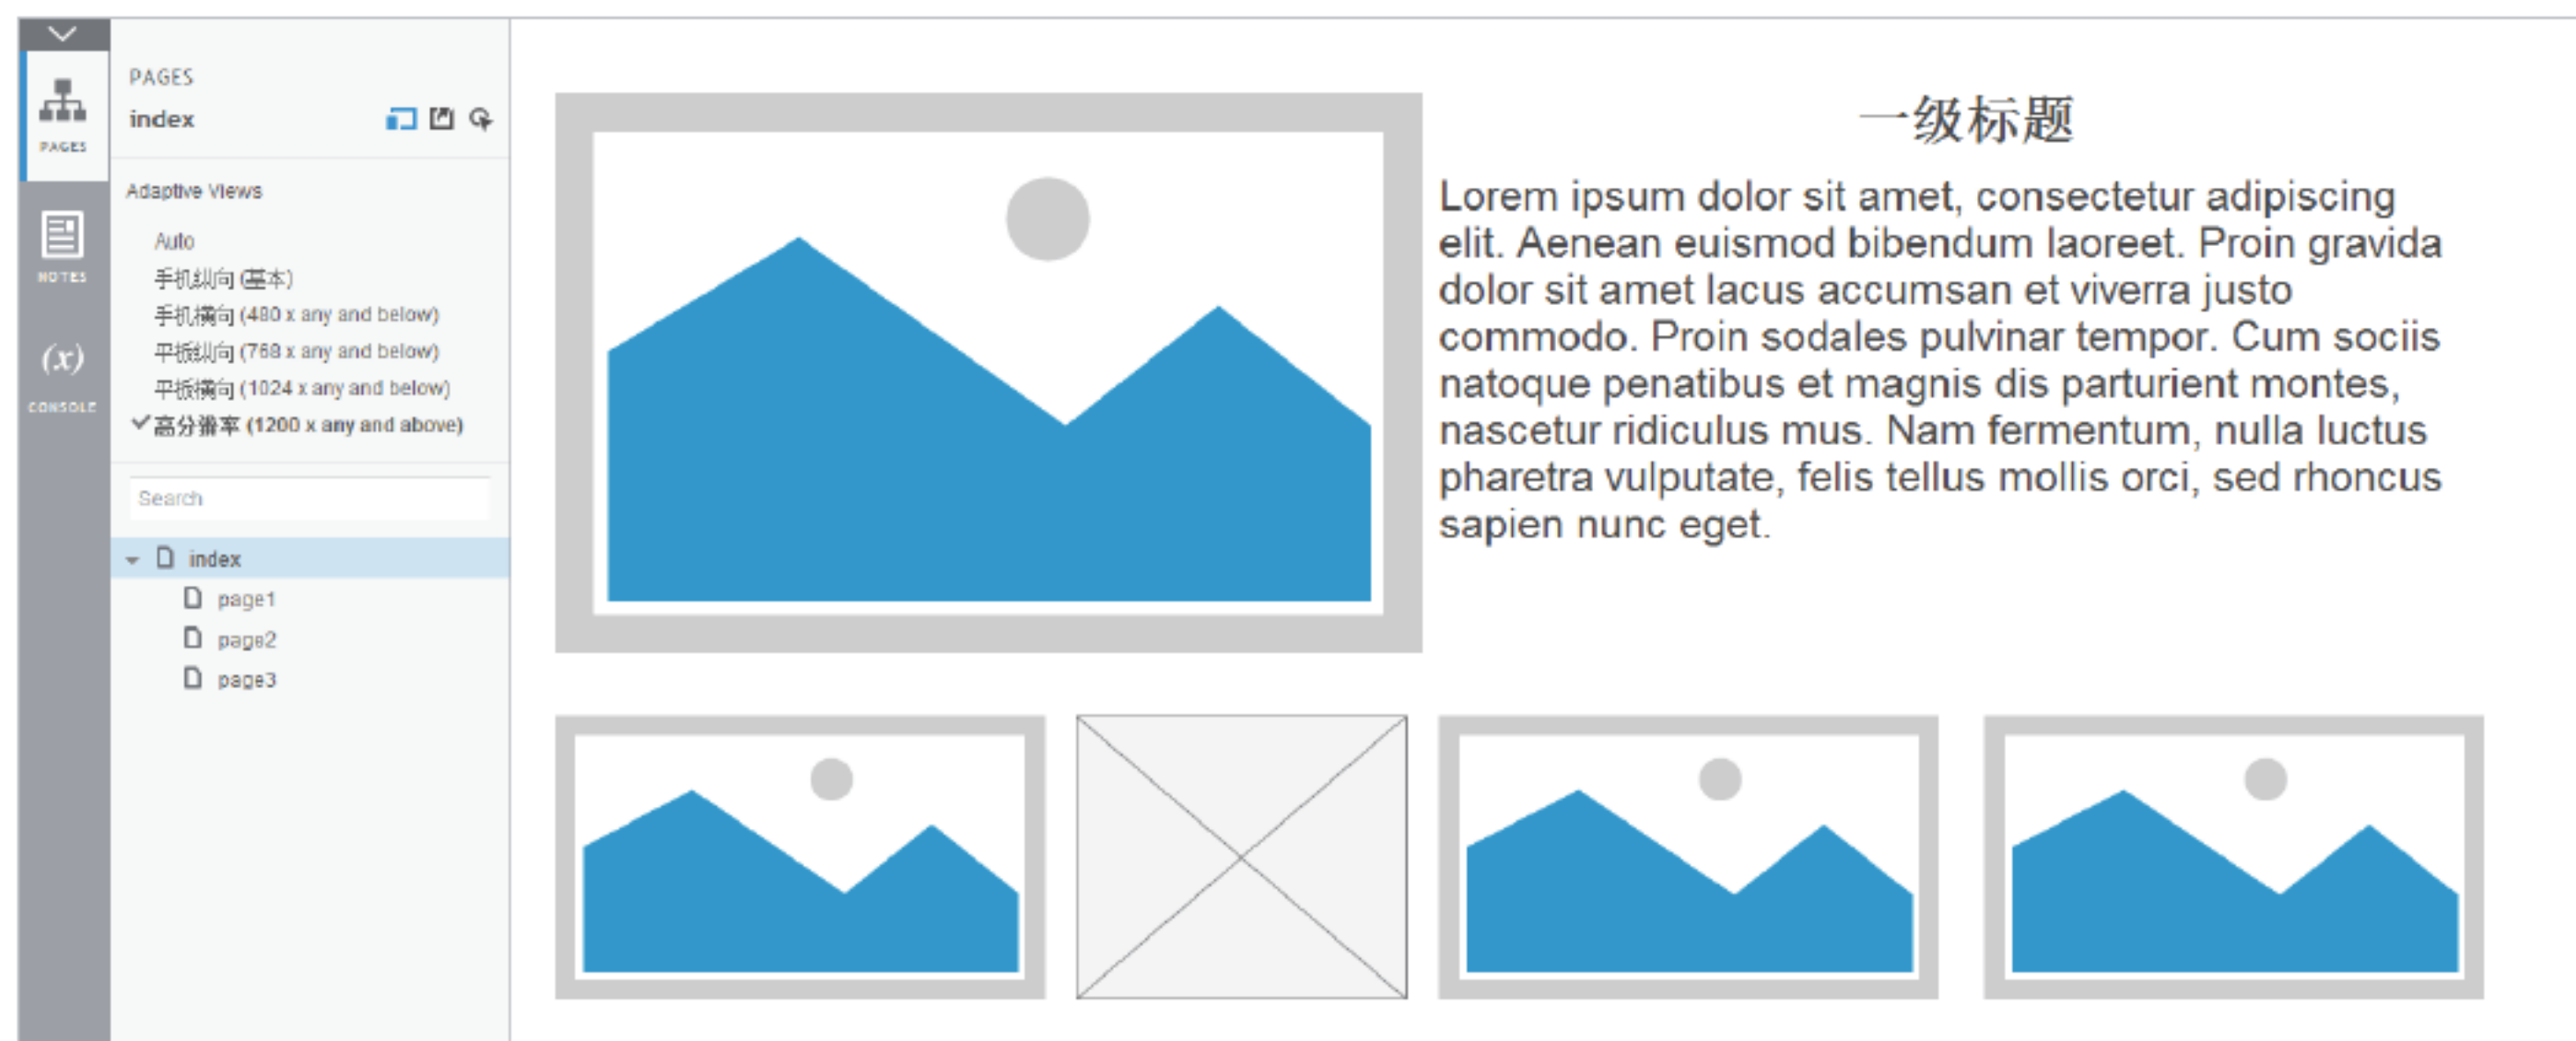 PAGES
NOTES
(x)
CONSOLE
PAGES
index
Adaptive Views
Auto
手机纵向 (基本)
手机横向 (480 x any and below)
平板纵向 (768 x any and below)
平板横向 (1024 x any and below)
高分辨率 (1200 x any and above)
Search
index
page1
page2
page3
一级标题
Lorem ipsum dolor sit amet, consectetur adipiscing
elit. Aenean euismod bibendum laoreet. Proin gravida
dolor sit amet lacus accumsan et viverra justo
commodo. Proin sodales pulvinar tempor. Cum sociis
natoque penatibus et magnis dis parturient montes,
nascetur ridiculus mus. Nam fermentum, nulla luctus
pharetra vulputate, felis tellus mollis orci, sed rhoncus
sapien nunc eget.